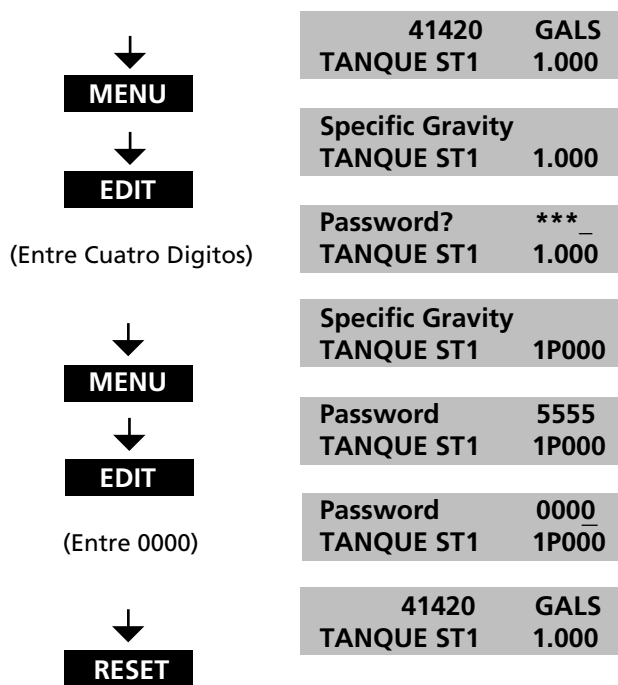 41420 GALS
TANQUE ST1 1.000
MENU
Specific Gravity
TANQUE ST1 1.000
EDIT
Password? ***_
TANQUE ST1 1.000
(Entre Cuatro Digitos)
Specific Gravity
TANQUE ST1 1P000
MENU
Password 5555
TANQUE ST1 1P000
EDIT
Password 0000
TANQUE ST1 1P000
(Entre 0000)
41420 GALS
TANQUE ST1 1.000
RESET